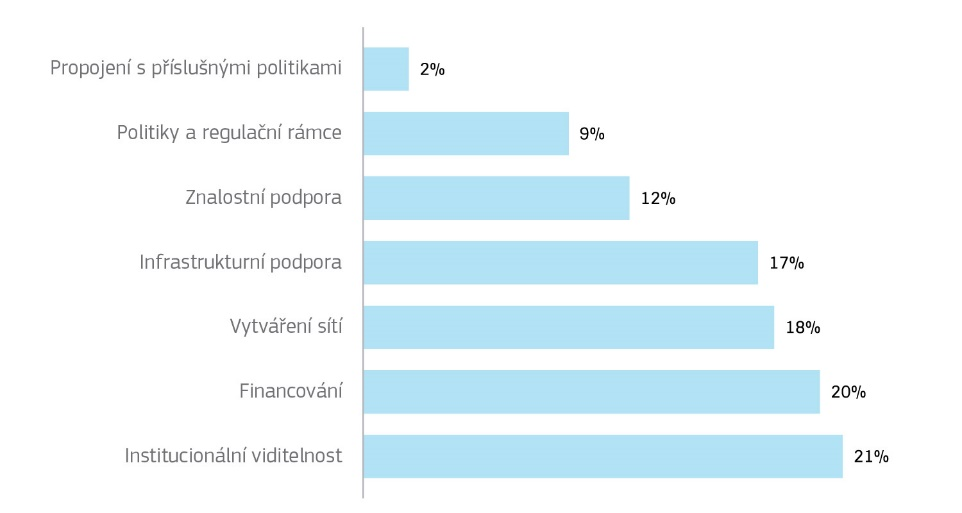 Propojení s příslušnými politikami 2%
Politiky a regulační rámce 9%
Znalostní podpora 12%
Infrastrukturní podpora 17%
Vytváření sítí 18%
Financování 20%
Institucionální viditelnost 21%